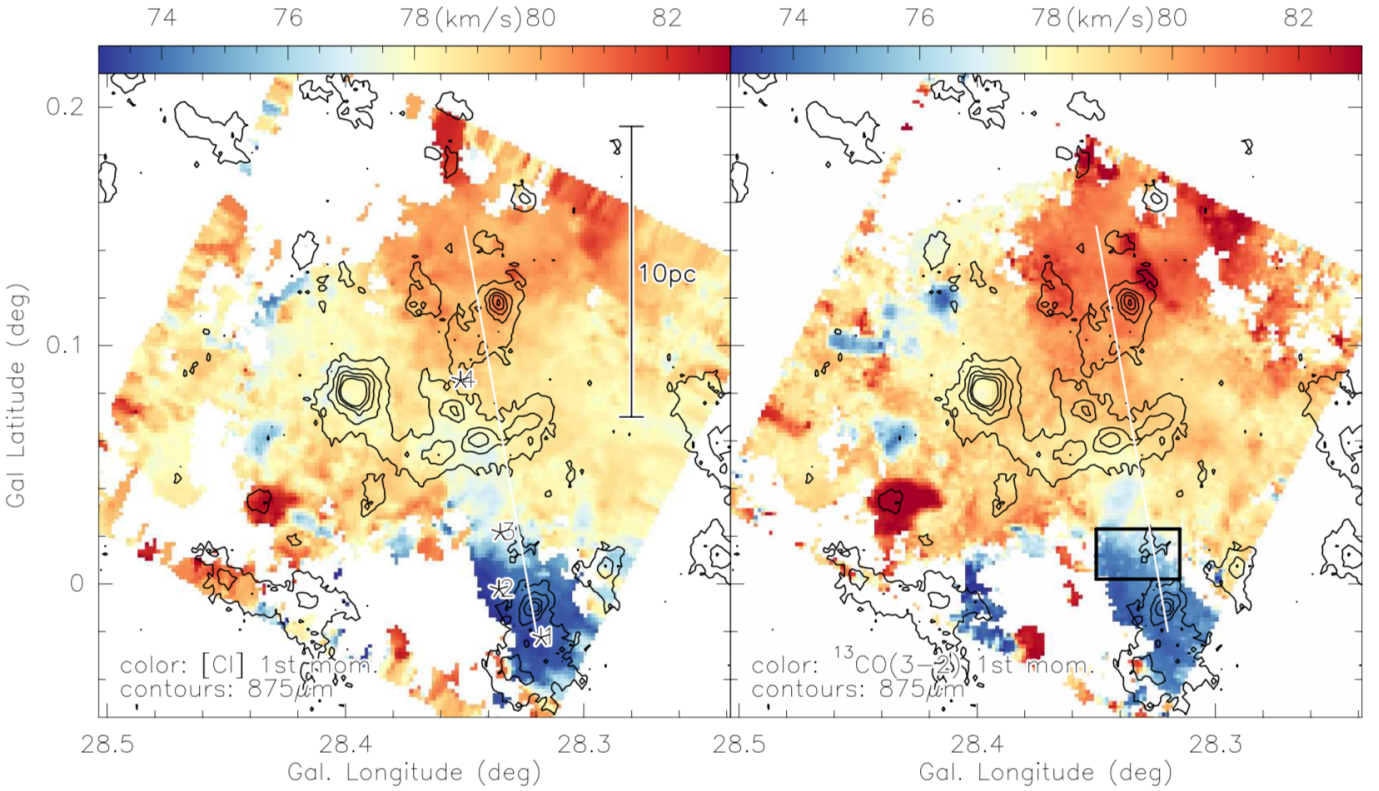 74 76 78(km/s)80 82 74 76 78(km/s)80 82
0.2
10pc
0.1
4
3
2
0
1
color: [CI] 1st mom. color: ¹³CO(3−2) 1st mom.
contours: 875μm contours: 875μm
28.5 28.4 28.3 28.4 28.3
Gal. Longitude (deg) Gal. Longitude (deg)
Gal Latitude (deg)